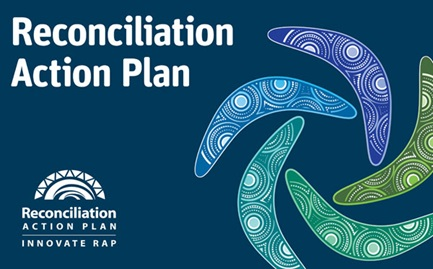 Reconciliation
Action Plan
Reconciliation
ACTION PLAN
INNOVATE RAP